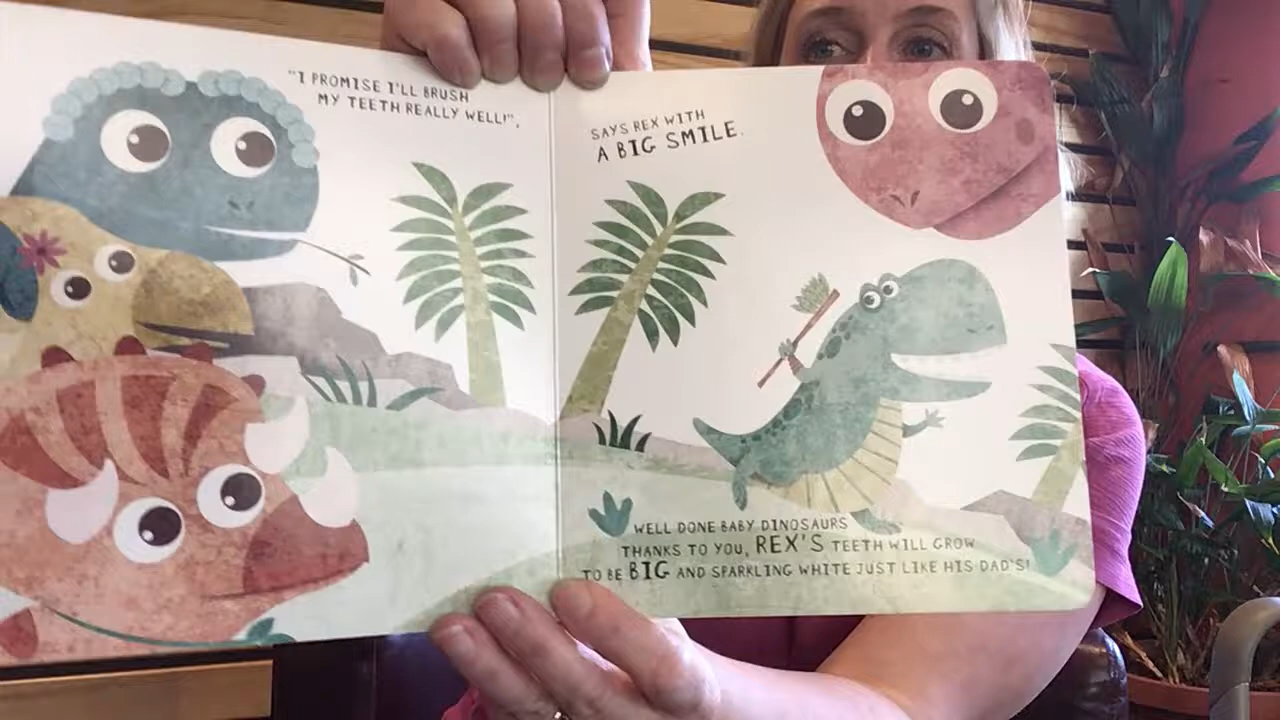 "I PROMISE I'LL BRUSH
MY TEETH REALLY WELL!",
SAYS REX WITH
A BIG SMILE.
WELL DONE BABY DINOSAURS
THANKS TO YOU, REX'S TEETH WILL GROW
TO BE BIG AND SPARKLING WHITE JUST LIKE HIS DAD'S!